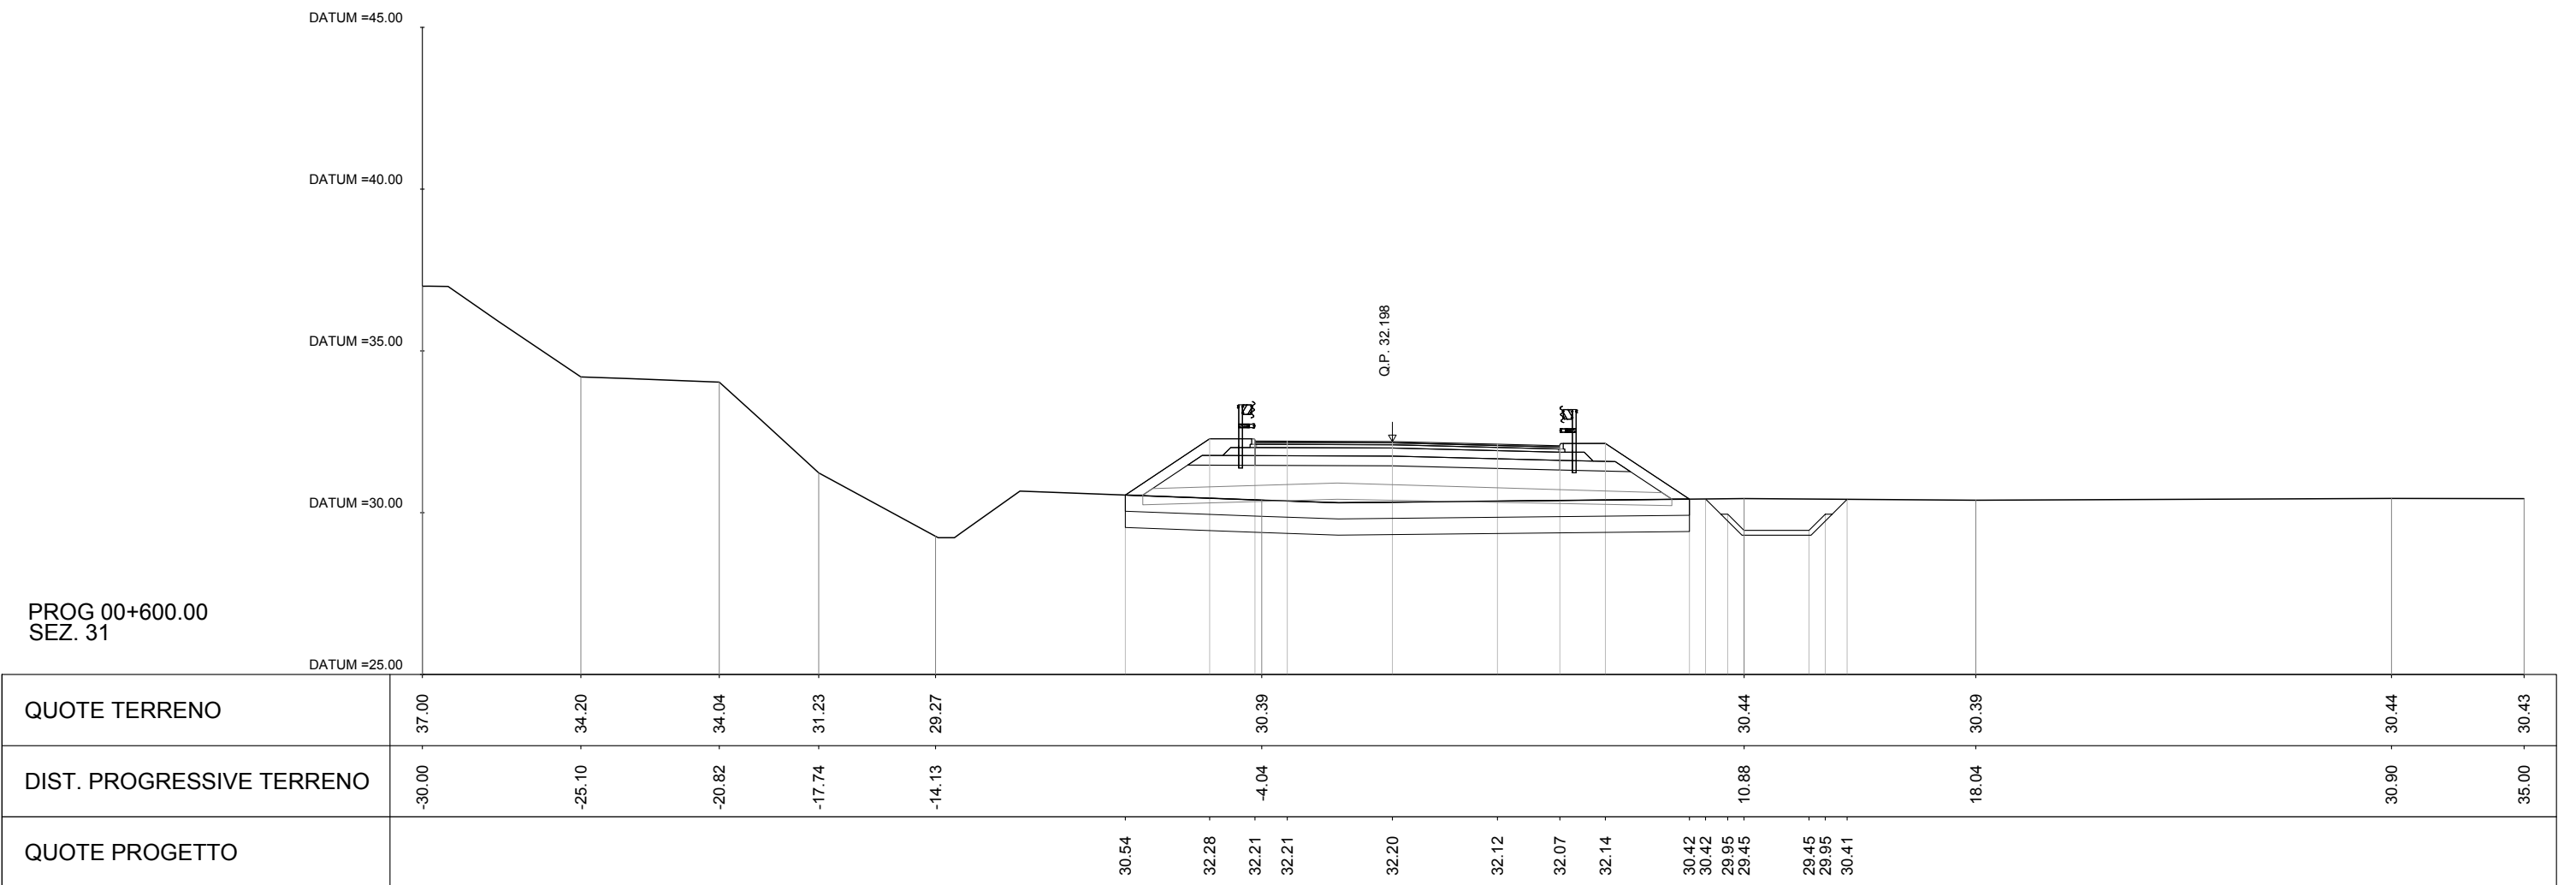 DATUM =45.00
DATUM =40.00
DATUM =35.00
Q.P. 32.198
DATUM =30.00
PROG 00+600.00
SEZ. 31
DATUM =25.00
QUOTE TERRENO 37.00 34.20 34.04 31.23 29.27 30.39 30.44 30.39 30.44 30.43
DIST. PROGRESSIVE TERRENO -30.00 -25.10 -20.82 -17.74 -14.13 -4.04 10.88 18.04 30.90 35.00
QUOTE PROGETTO 30.54 32.28 32.21 32.21 32.20 32.12 32.07 32.14 30.42 30.42 29.95 29.45 29.45 29.95 30.41